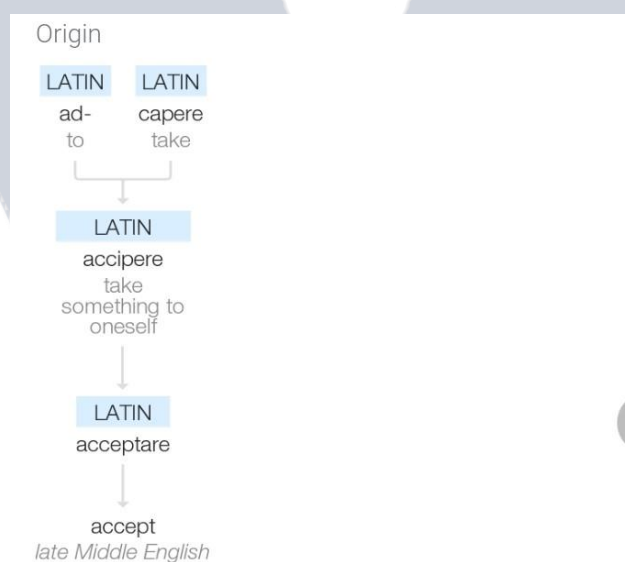 Origin
LATIN LATIN
ad- capere
to take
LATIN
accipere
take
something to
oneself
LATIN
acceptare
accept
late Middle English